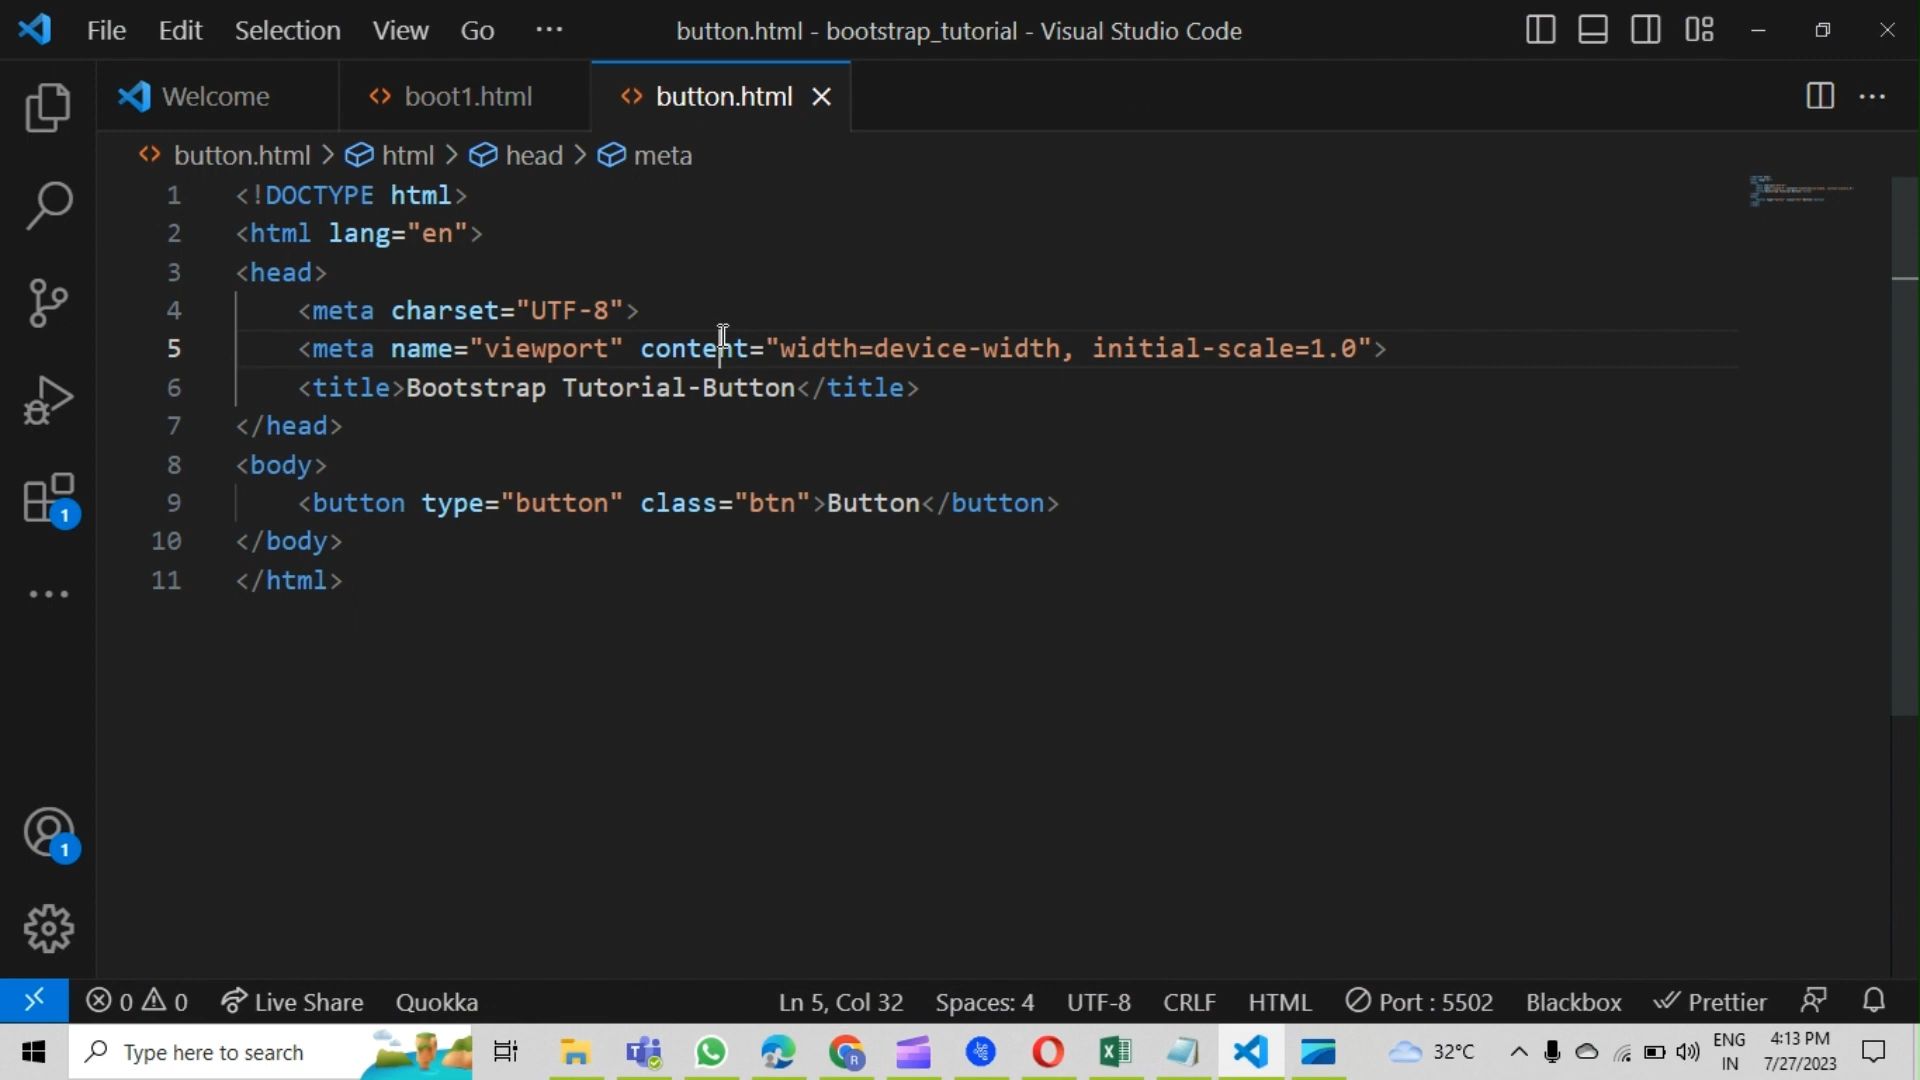 File Edit Selection View Go ··· button.html - bootstrap_tutorial - Visual Studio Code
Welcome <> boot1.html <> button.html
<> button.html > html > head > meta
1 <!DOCTYPE html>
2 <html lang="en">
3 <head>
4 <meta charset="UTF-8">
5 <meta name="viewport" content="width=device-width, initial-scale=1.0">
6 <title>Bootstrap Tutorial-Button</title>
7 </head>
8 <body>
9 <button type="button" class="btn">Button</button>
10 </body>
11 </html>
1
1
0 0 Live Share Quokka Ln 5, Col 32 Spaces: 4 UTF-8 CRLF HTML Port : 5502 Blackbox Prettier
Type here to search R 32°C ENG IN 4:13 PM 7/27/2023